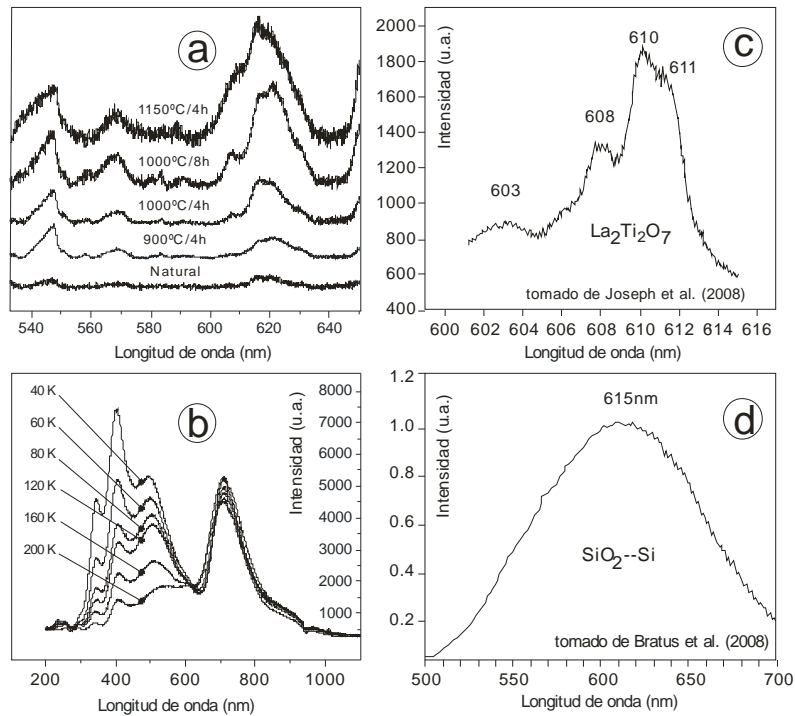 a
1150ºC/4h
1000ºC/8h
1000ºC/4h
900ºC/4h
Natural
540 560 580 600 620 640
Longitud de onda (nm)
c
Intensidad (u.a.)
2000
1800
1600
1400
1200
1000
800
600
400
603
608
610
611
La2Ti2O7
tomado de Joseph et al. (2008)
600 602 604 606 608 610 612 614 616
Longitud de onda (nm)
b
40 K
60 K
80 K
120 K
160 K
200 K
Intensidad (u.a.)
8000
7000
6000
5000
4000
3000
2000
1000
200 400 600 800 1000
Longitud de onda (nm)
d
Intensidad (u.a.)
1.2
1.0
0.8
0.6
0.4
0.2
615nm
SiO2--Si
tomado de Bratus et al. (2008)
500 550 600 650 700
Longitud de onda (nm)